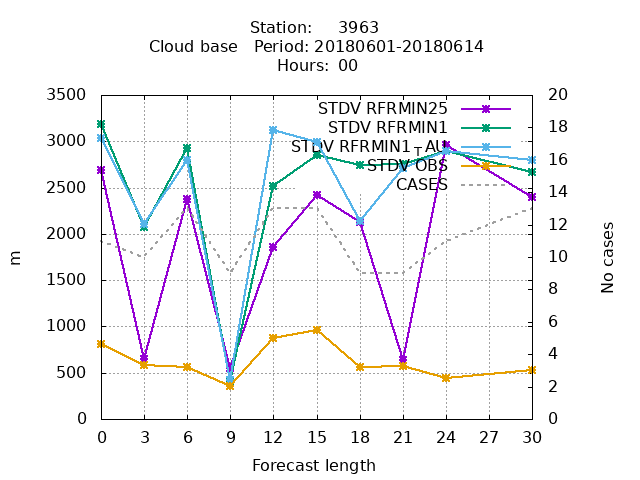 Station: 3963
Cloud base Period: 20180601-20180614
Hours: 00
STDV RFRMIN25
STDV RFRMIN1
STDV RFRMIN1_TAU
STDV OBS
CASES
3500
3000
2500
2000
1500
1000
500
0
m
20
18
16
14
12
10
8
6
4
2
0
No cases
0 3 6 9 12 15 18 21 24 27 30
Forecast length